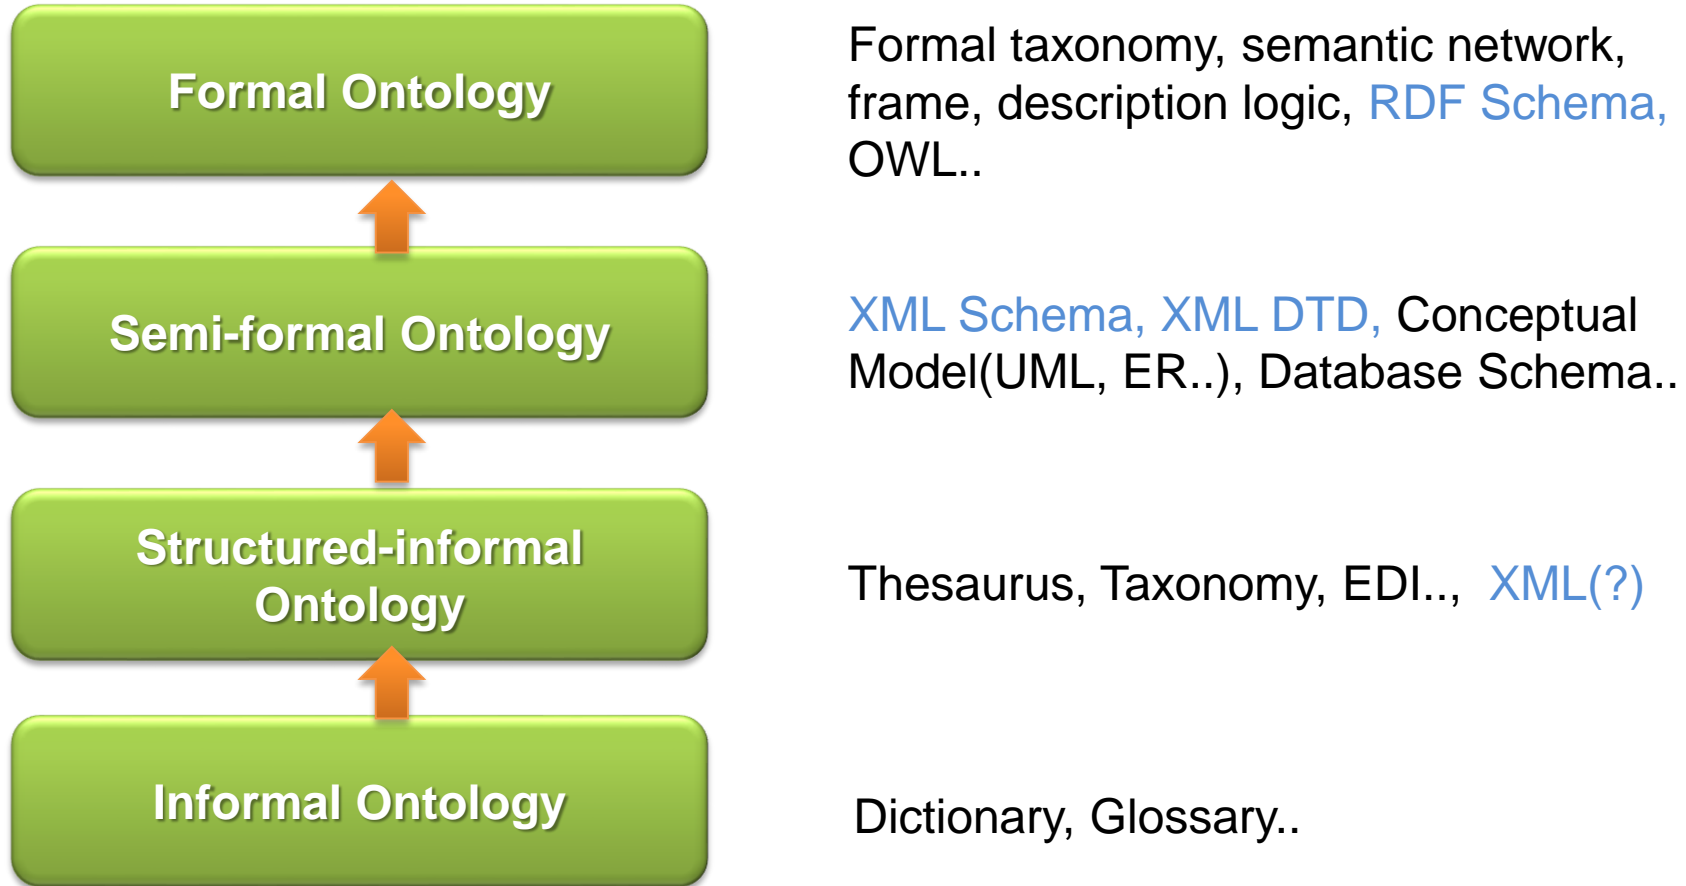 Formal Ontology
Formal taxonomy, semantic network,
frame, description logic, RDF Schema,
OWL..
Semi-formal Ontology
XML Schema, XML DTD, Conceptual
Model(UML, ER..), Database Schema..
Structured-informal
Ontology
Thesaurus, Taxonomy, EDI.., XML(?)
Informal Ontology
Dictionary, Glossary..